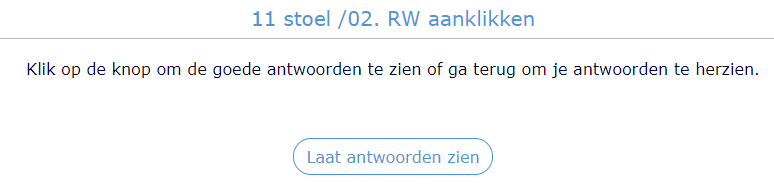 11 stoel /02. RW aanklikken
Klik op de knop om de goede antwoorden te zien of ga terug om je antwoorden te herzien.
Laat antwoorden zien